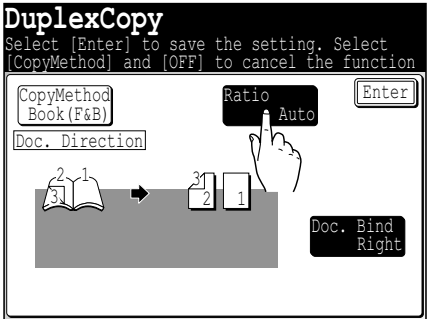 DuplexCopy
Select [Enter] to save the setting. Select
[CopyMethod] and [OFF] to cancel the function
CopyMethod
Book(F&B)
Ratio
Auto
Enter
Doc. Direction
2 1
3
3
2 1
Doc. Bind
Right